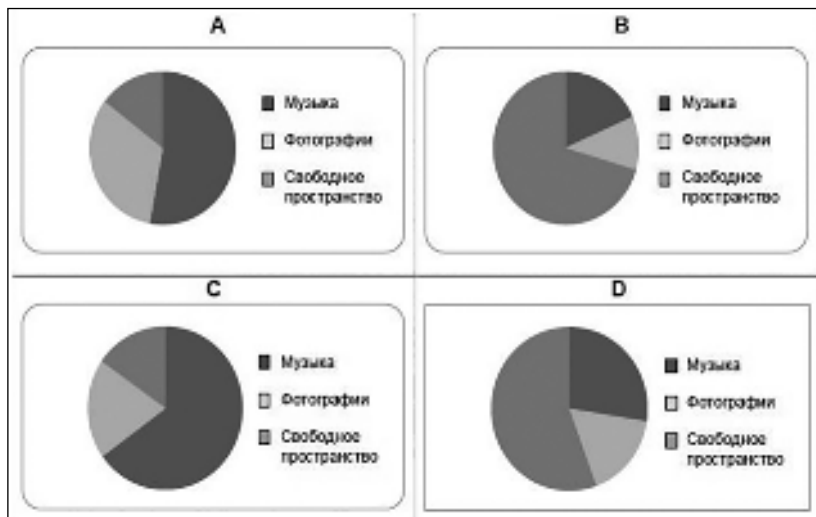 A
Музыка
Фотографии
Свободное
пространство
B
Музыка
Фотографии
Свободное
пространство
C
Музыка
Фотографии
Свободное
пространство
D
Музыка
Фотографии
Свободное
пространство